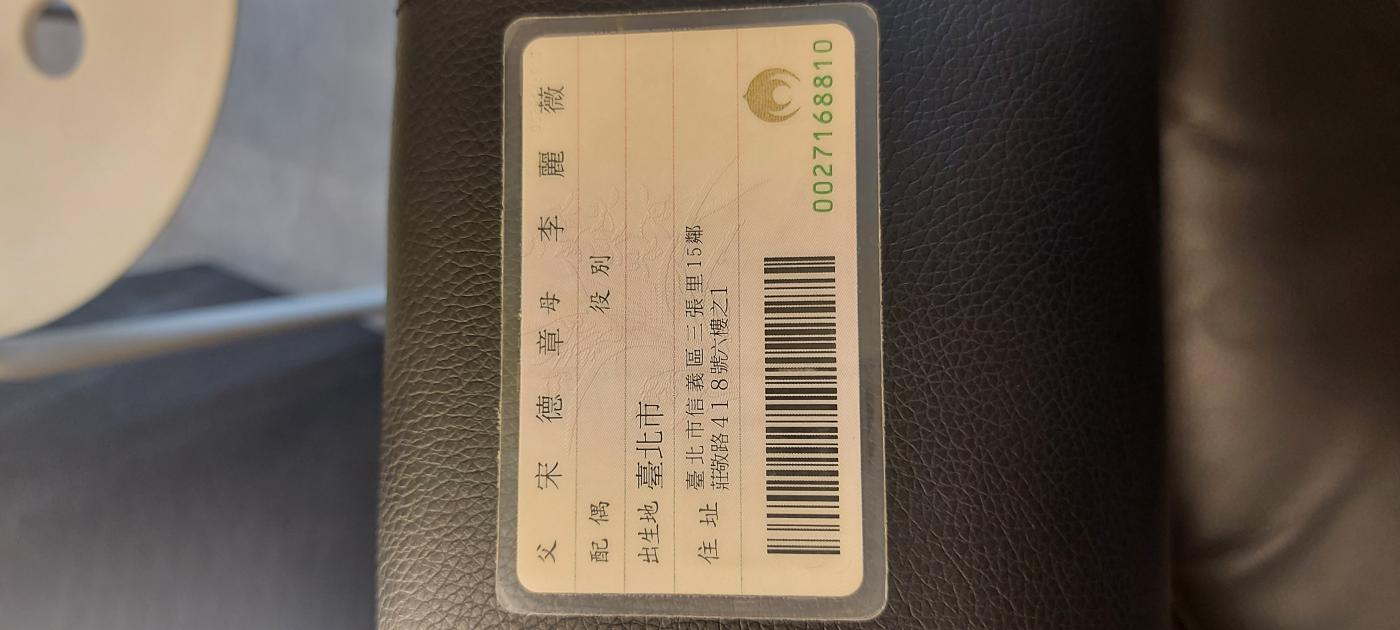 父 宋德章 母 李麗薇
配偶 役別
出生地 臺北市
住址 臺北市信義區三張里15鄰
莊敬路418號六樓之1
0027168810